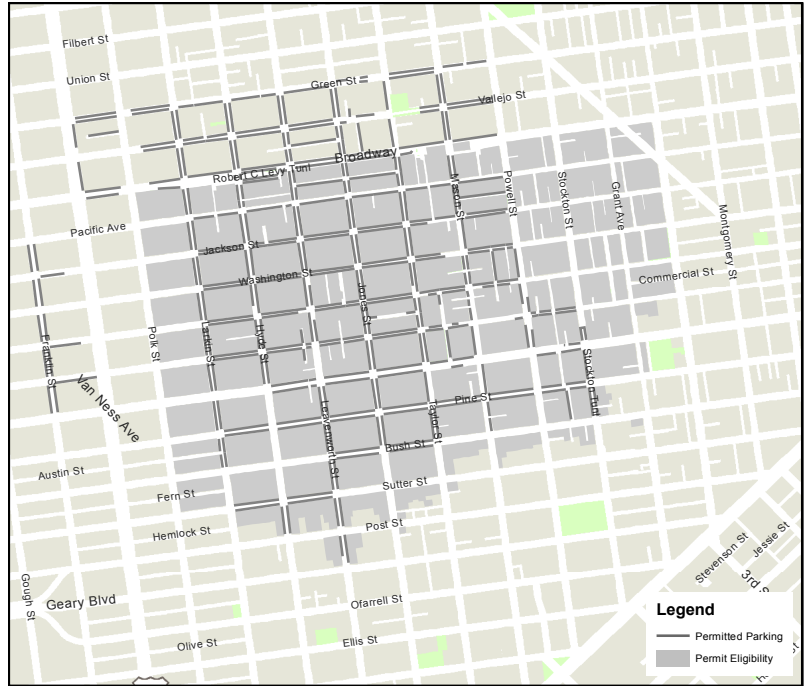 Filbert St
Union St
Green St
Vallejo St
Broadway
Robert C Levy Tunl
Mason St
Powell St
Stockton St
Grant Ave
Montgomery St
Pacific Ave
Jackson St
Washington St
Commercial St
Jones St
Franklin St
Polk St
Larkin St
Hyde St
Stockton Tunl
Van Ness Ave
Leavenworth St
Taylor St
Pine St
Bush St
Austin St
Sutter St
Fern St
Post St
Hemlock St
Stevenson St
Jessie St
3rd S
Gough St
Geary Blvd
Ofarrell St
Olive St
Ellis St
Legend
Permitted Parking
Permit Eligibility